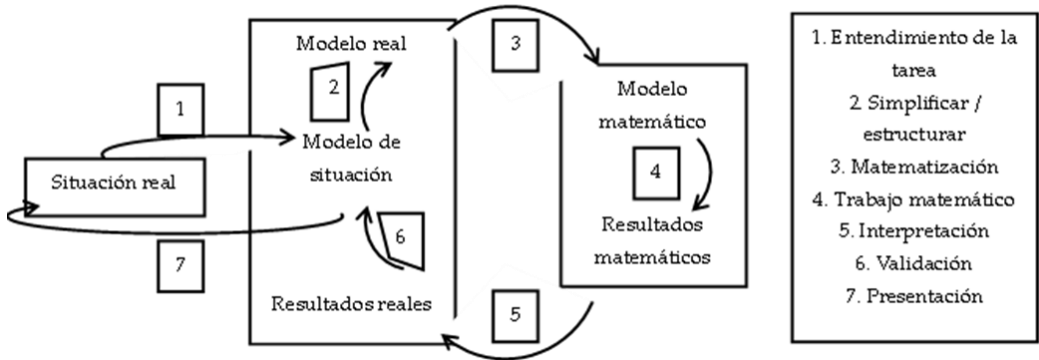 Modelo real
2
Modelo de
situación
1
Situación real
7
6
Resultados reales
3
5
Modelo
matemático
4
Resultados
matemáticos
1. Entendimiento de la
tarea
2. Simplificar /
estructurar
3. Matematización
4. Trabajo matemático
5. Interpretación
6. Validación
7. Presentación